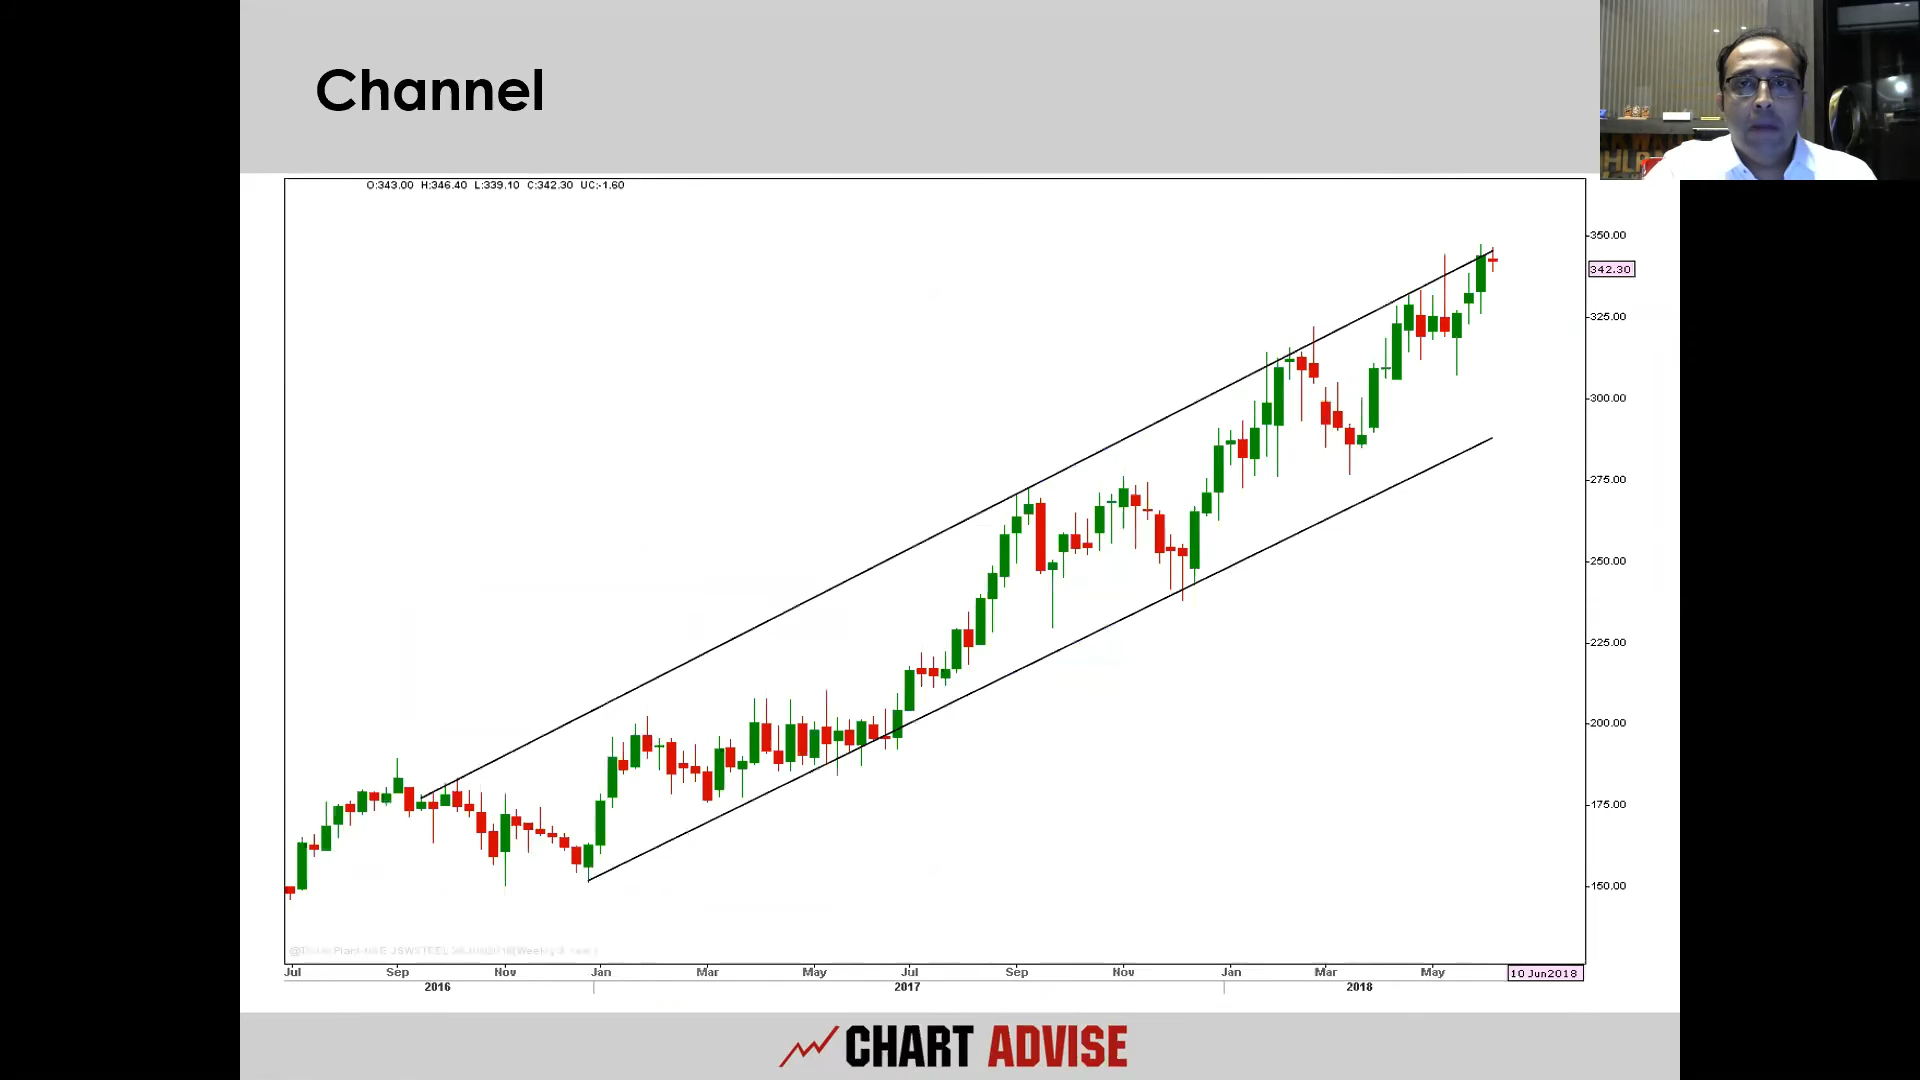 Channel
O:343.00 H:346.40 L:339.10 C:342.30 UC:-1.60
350.00
342.30
325.00
300.00
275.00
250.00
225.00
200.00
175.00
150.00
Jul Sep Nov Jan Mar May Jul Sep Nov Jan Mar May 10 Jun2018
2016 2017 2018
CHART ADVISE